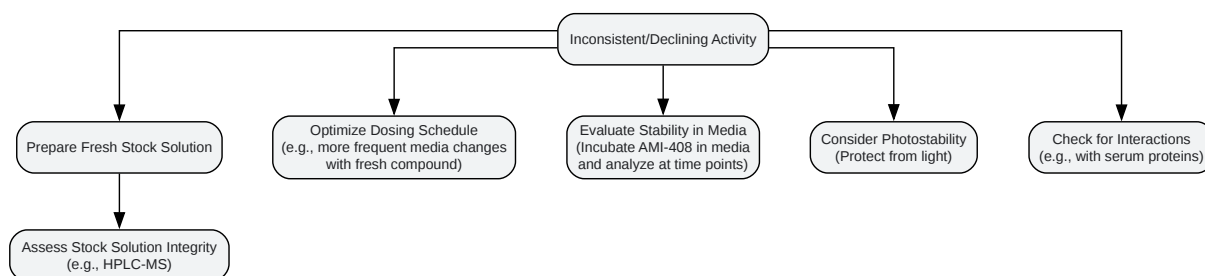 Inconsistent/Declining Activity
Prepare Fresh Stock Solution
Optimize Dosing Schedule
(e.g., more frequent media changes
with fresh compound)
Evaluate Stability in Media
(Incubate AMI-408 in media
and analyze at time points)
Consider Photostability
(Protect from light)
Check for Interactions
(e.g., with serum proteins)
Assess Stock Solution Integrity
(e.g., HPLC-MS)